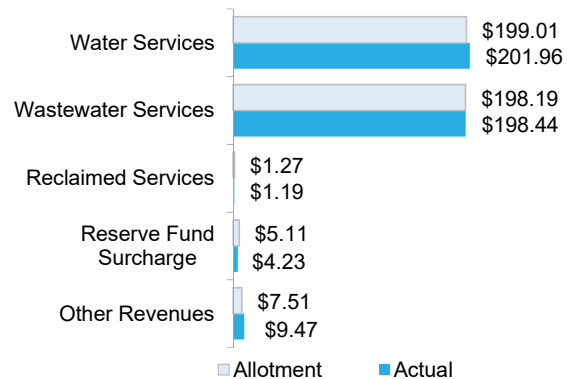 Water Services
$199.01
$201.96
Wastewater Services
$198.19
$198.44
Reclaimed Services
$1.27
$1.19
Reserve Fund
Surcharge
$5.11
$4.23
Other Revenues
$7.51
$9.47
Allotment
Actual